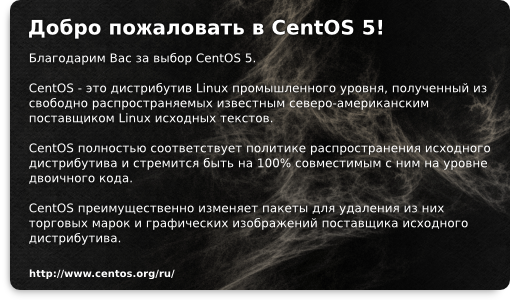 Добро пожаловать в CentOS 5!
Благодарим Вас за выбор CentOS 5.
CentOS - это дистрибутив Linux промышленного уровня, полученный из
свободно распространяемых известным северо-американским
поставщиком Linux исходных текстов.
CentOS полностью соответствует политике распространения исходного
дистрибутива и стремится быть на 100% совместимым с ним на уровне
двоичного кода.
CentOS преимущественно изменяет пакеты для удаления из них
торговых марок и графических изображений поставщика исходного
дистрибутива.
http://www.centos.org/ru/